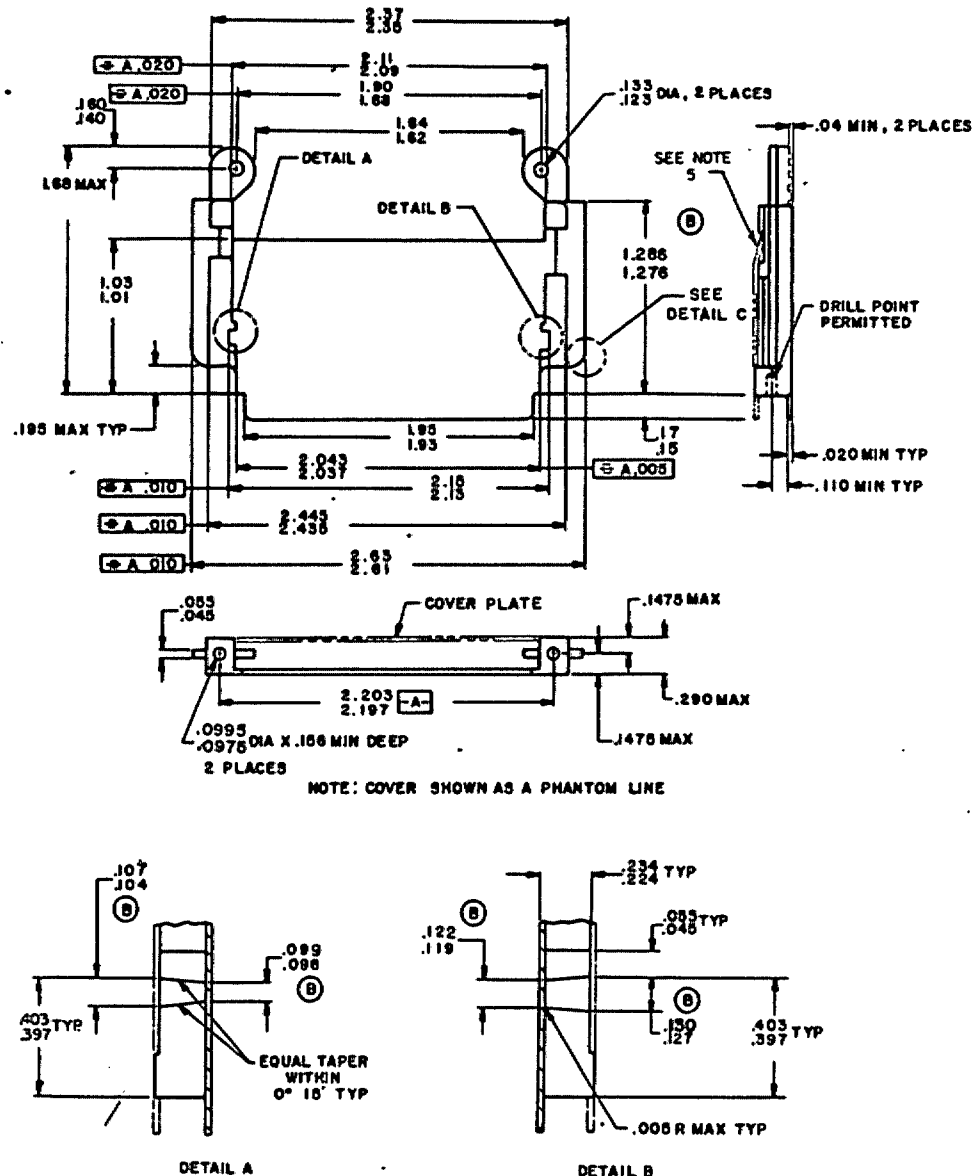 2.37
2.35
⌯ A .020
2.11
2.09
⌯ A .020
1.90
1.88
.133
.123 DIA, 2 PLACES
.160
.140
1.64
1.62
.04 MIN, 2 PLACES
DETAIL A
SEE NOTE
5
1.68 MAX
DETAIL B
B
1.286
1.276
1.03
1.01
SEE
DETAIL C
DRILL POINT
PERMITTED
.195 MAX TYP
1.95
1.93
.17
.15
.020 MIN TYP
2.043
2.037
⌯ A .005
.110 MIN TYP
⌯ A .010
2.15
2.13
⌯ A .010
2.445
2.435
⌯ A .010
2.63
2.61
.055
.045
COVER PLATE
.1475 MAX
2.203
2.197
-A-
.290 MAX
.0995
.0975 DIA X .156 MIN DEEP
2 PLACES
.1475 MAX
NOTE: COVER SHOWN AS A PHANTOM LINE
.107
.104
B
.099
.096
B
.403
.397 TYP
EQUAL TAPER
WITHIN
0° 15' TYP
DETAIL A
.234
.224 TYP
B
.122
.119
.055
.045 TYP
B
.130
.127
.403
.397 TYP
.005 R MAX TYP
DETAIL B